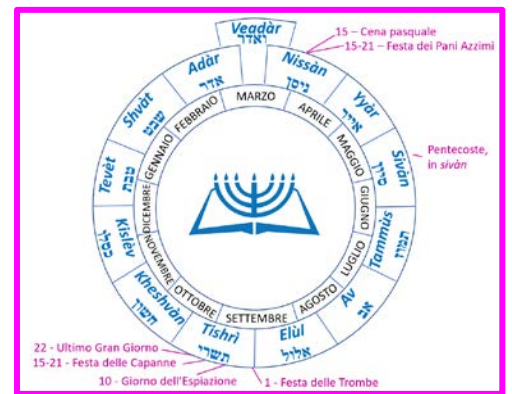 Veadàr
ואדר
Nissàn
ניסן
Yyàr
אייר
Sivàn
סיון
Tammùs
תמוז
Av
אב
Elùl
אלול
Tishrì
תשרי
Kheshvàn
חשון
Kislèv
כסלו
Tevèt
טבת
Shvàt
שבט
Adàr
אדר
MARZO
APRILE
MAGGIO
GIUGNO
LUGLIO
AGOSTO
SETTEMBRE
OTTOBRE
NOVEMBRE
DICEMBRE
GENNAIO
FEBBRAIO
15 – Cena pasquale
15-21 – Festa dei Pani Azzimi
Pentecoste,
in sivàn
22 - Ultimo Gran Giorno
15-21 - Festa delle Capanne
10 - Giorno dell'Espiazione
1 - Festa delle Trombe